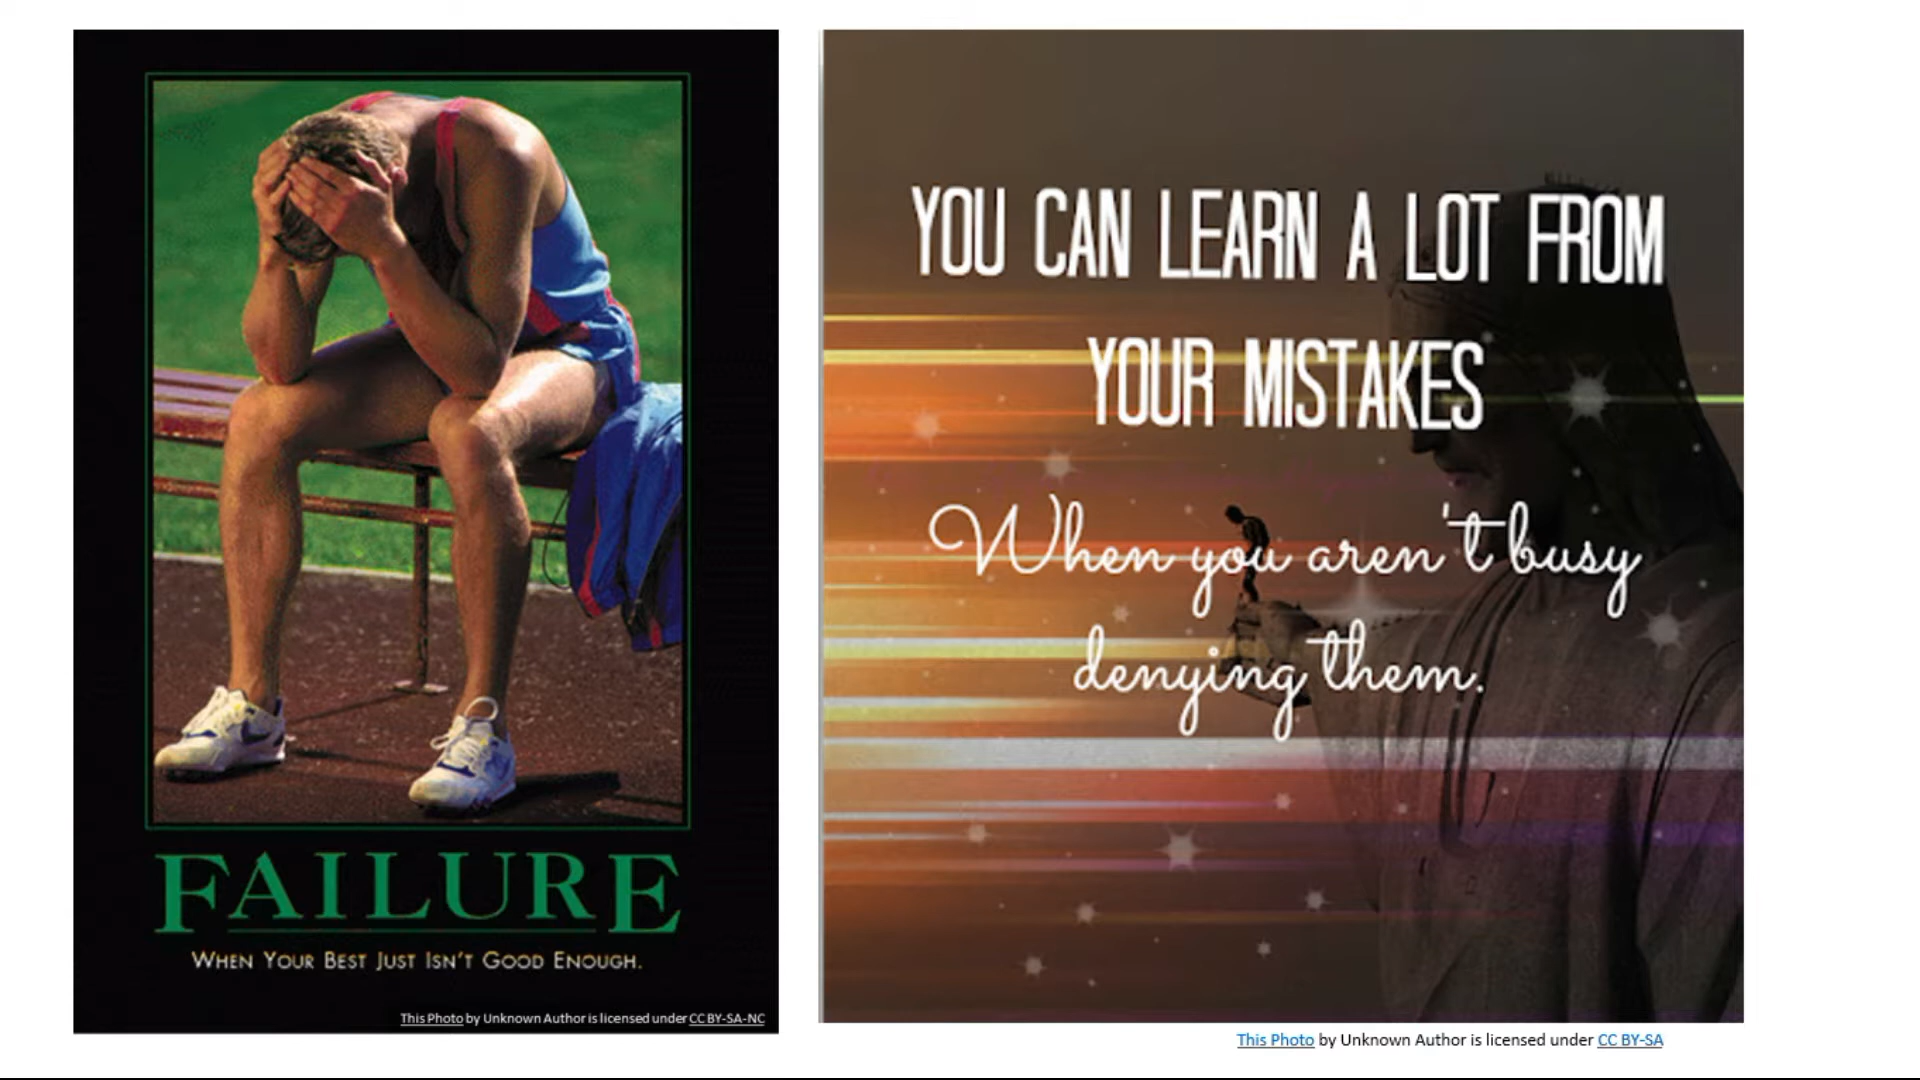 FAILURE
WHEN YOUR BEST JUST ISN'T GOOD ENOUGH.
This Photo by Unknown Author is licensed under CC BY-SA-NC
YOU CAN LEARN A LOT FROM
YOUR MISTAKES
When you aren't busy
denying them.
This Photo by Unknown Author is licensed under CC BY-SA